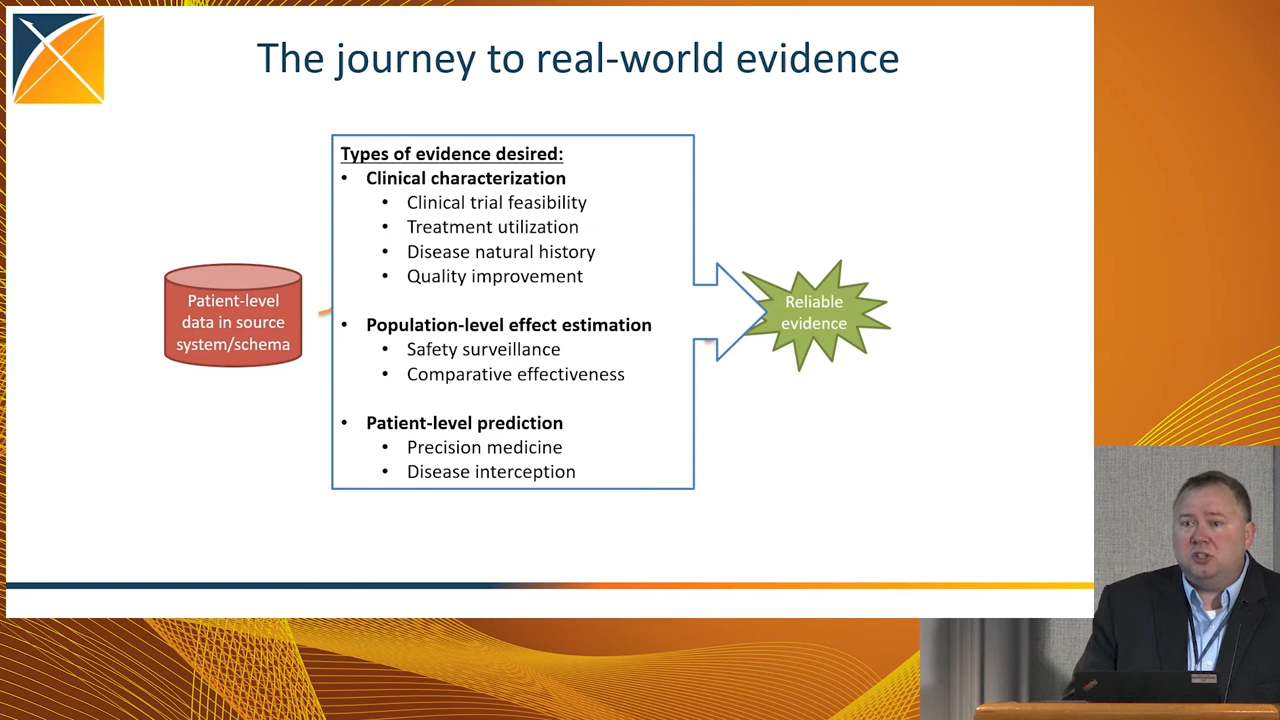 The journey to real-world evidence
Types of evidence desired:
• Clinical characterization
• Clinical trial feasibility
• Treatment utilization
• Disease natural history
• Quality improvement
• Population-level effect estimation
• Safety surveillance
• Comparative effectiveness
• Patient-level prediction
• Precision medicine
• Disease interception
Patient-level
data in source
system/schema
Reliable
evidence